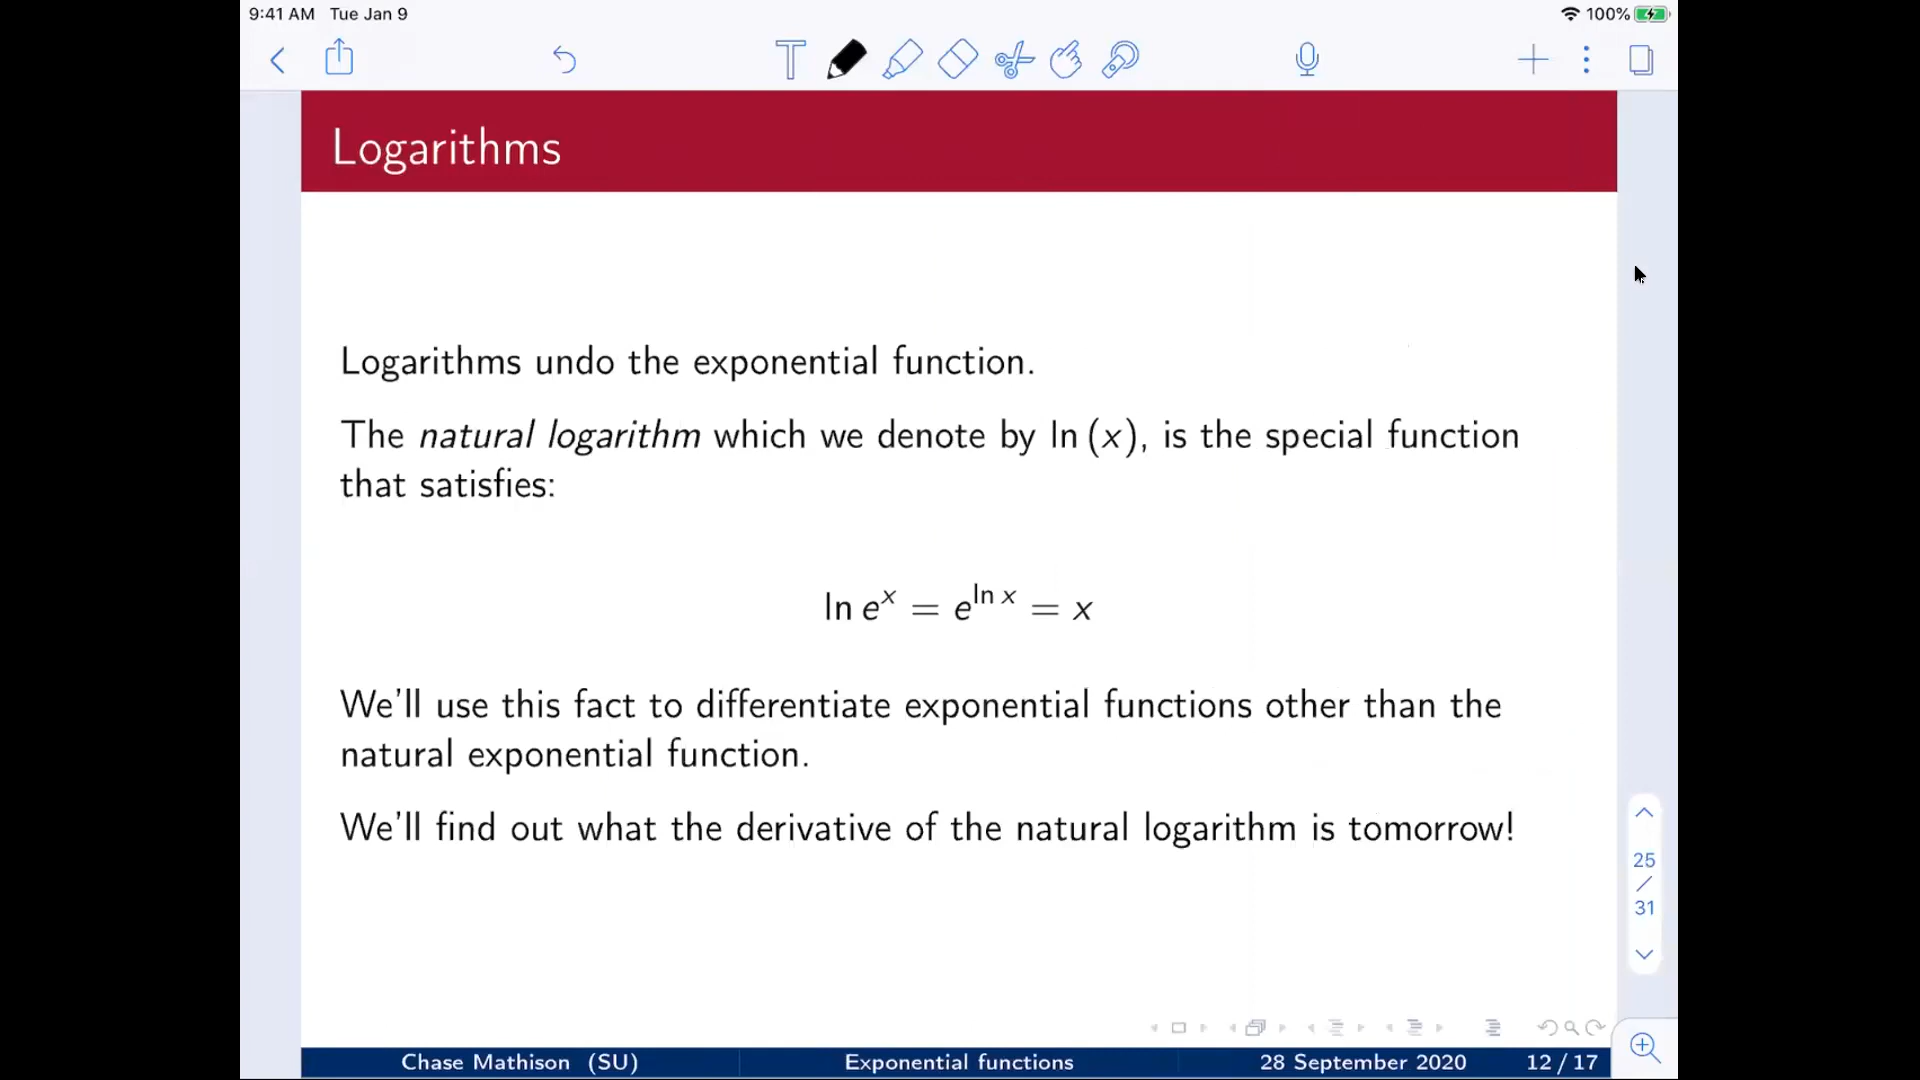 9:41 AM Tue Jan 9
100%
Logarithms
Logarithms undo the exponential function.
The natural logarithm which we denote by ln (x), is the special function
that satisfies:
ln e^x = e^{ln x} = x
We'll use this fact to differentiate exponential functions other than the
natural exponential function.
We'll find out what the derivative of the natural logarithm is tomorrow!
25
/
31
Chase Mathison (SU) Exponential functions 28 September 2020 12 / 17